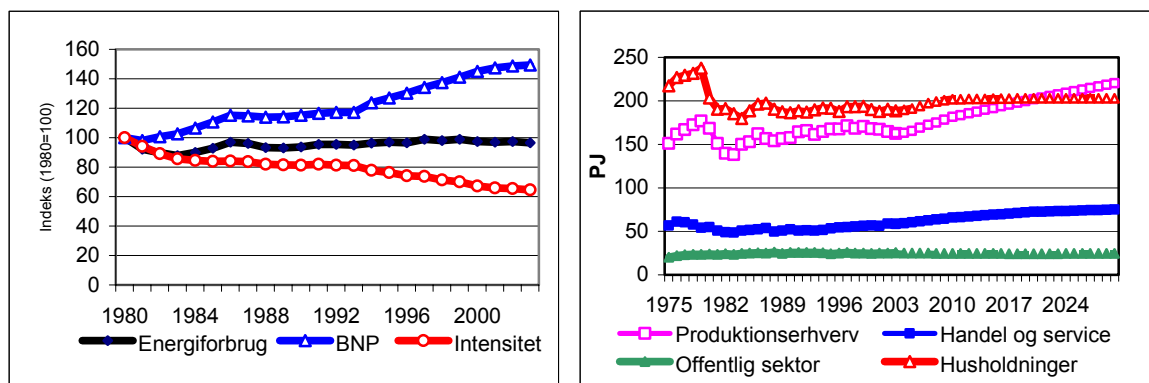 160
140
120
100
80
60
40
20
0
Indeks (1980=100)
1980 1984 1988 1992 1996 2000
Energiforbrug BNP Intensitet
250
200
150
100
50
0
PJ
1975 1982 1989 1996 2003 2010 2017 2024
Produktionserhverv Handel og service
Offentlig sektor Husholdninger